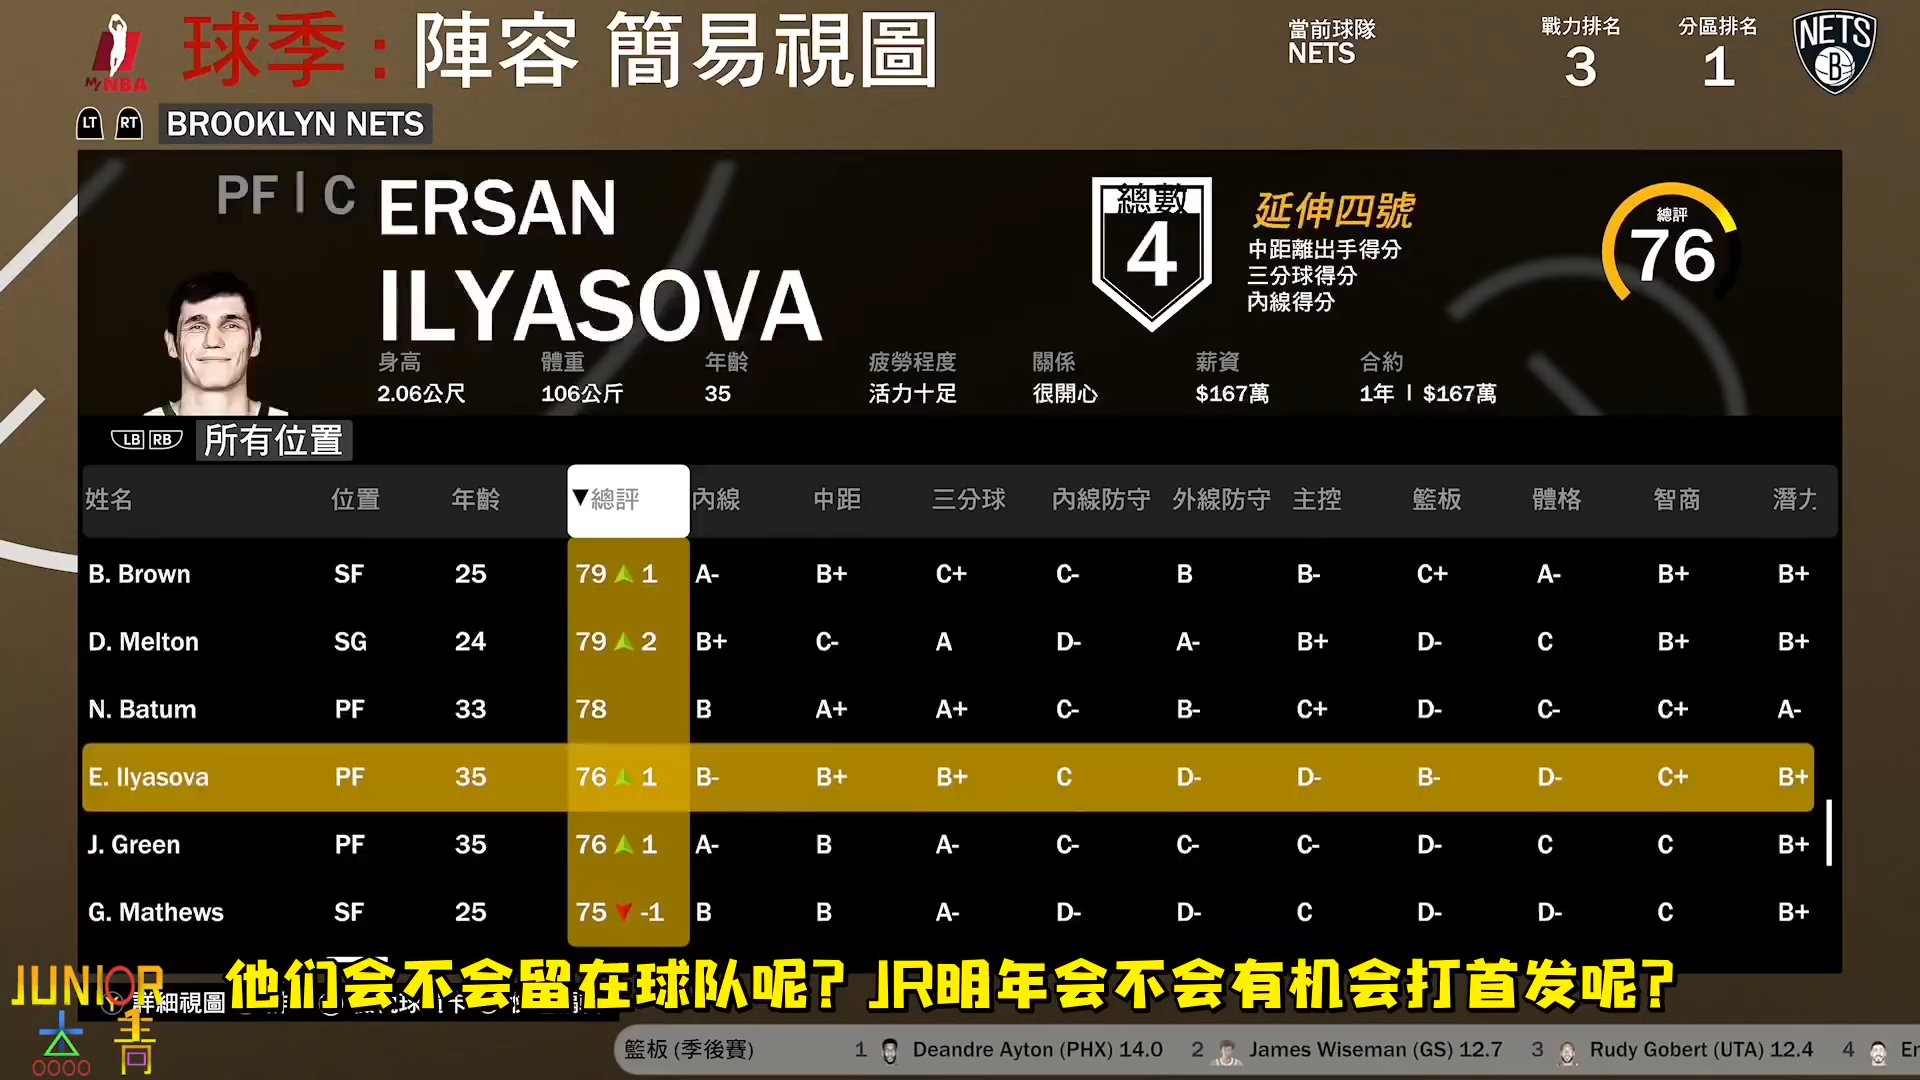 球季 : 陣容 簡易視圖
當前球隊
NETS
戰力排名
3
分區排名
1
NETS
B
My NBA
LT RT BROOKLYN NETS
PF | C
ERSAN
ILYASOVA
總數
4
延伸四號
中距離出手得分
三分球得分
內線得分
總評
76
身高 體重 年齡 疲勞程度 關係 薪資 合約
2.06公尺 106公斤 35 活力十足 很開心 $167萬 1年 | $167萬
LB RB 所有位置
姓名 位置 年齡 ▼總評 內線 中距 三分球 內線防守 外線防守 主控 籃板 體格 智商 潛力
B. Brown SF 25 79 ▲ 1 A- B+ C+ C- B B- C+ A- B+ B+
D. Melton SG 24 79 ▲ 2 B+ C- A D- A- B+ D- C B+ B+
N. Batum PF 33 78 B A+ A+ C- B- C+ D- C- C+ A-
E. Ilyasova PF 35 76 ▲ 1 B- B+ B+ C D- D- B- D- C+ B+
J. Green PF 35 76 ▲ 1 A- B A- C- C- C- D- C C B+
G. Mathews SF 25 75 ▼ -1 B B A- D- D- C D- D- C B+
他们会不会留在球队呢? JR明年会不会有机会打首发呢?
JUNIOR
詳細視圖
籃板 (季後賽) 1 Deandre Ayton (PHX) 14.0 2 James Wiseman (GS) 12.7 3 Rudy Gobert (UTA) 12.4 4